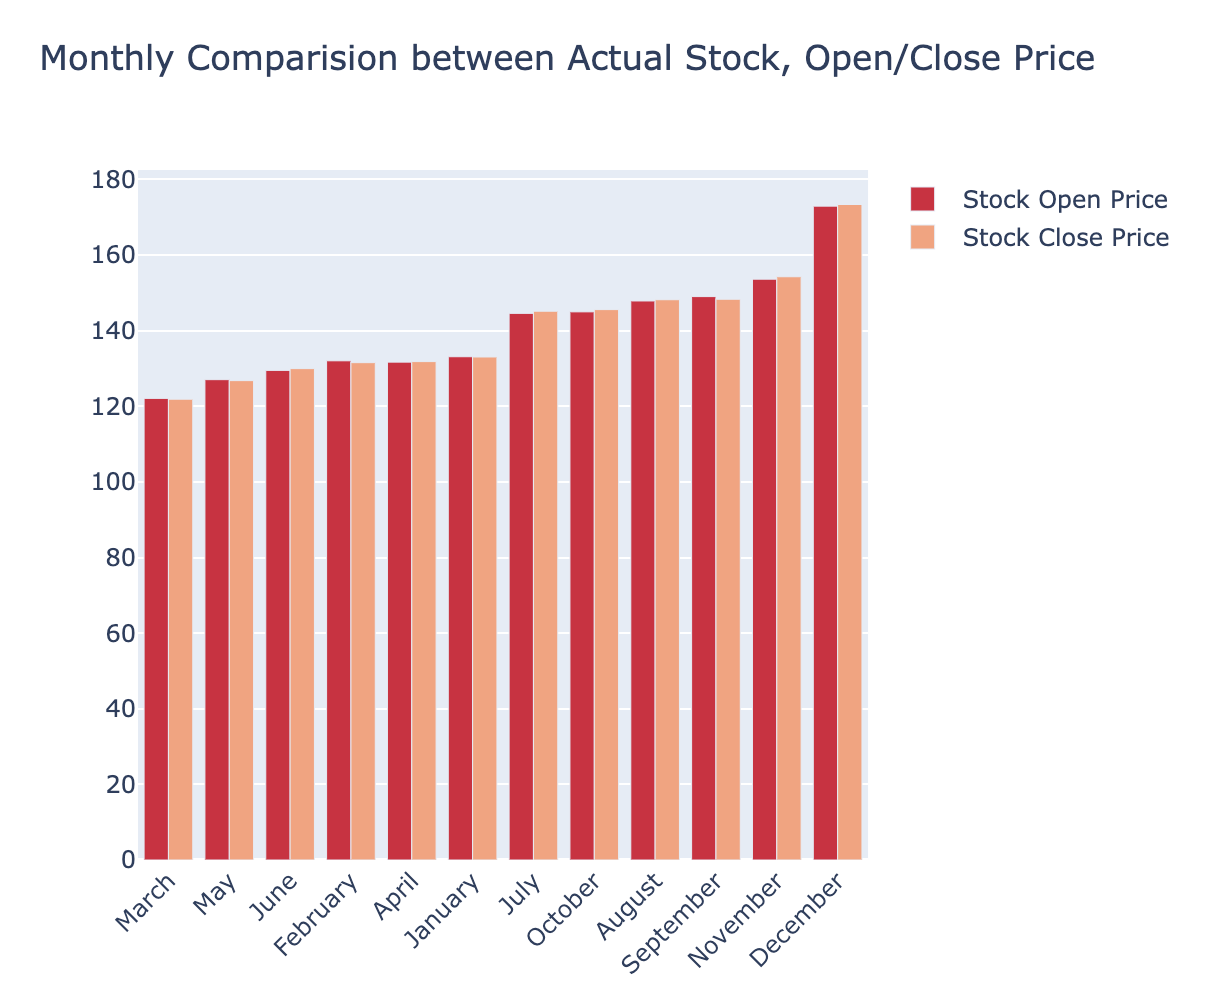 Monthly Comparision between Actual Stock, Open/Close Price
180
160
140
120
100
80
60
40
20
0
Stock Open Price
Stock Close Price
March
May
June
February
April
January
July
October
August
September
November
December